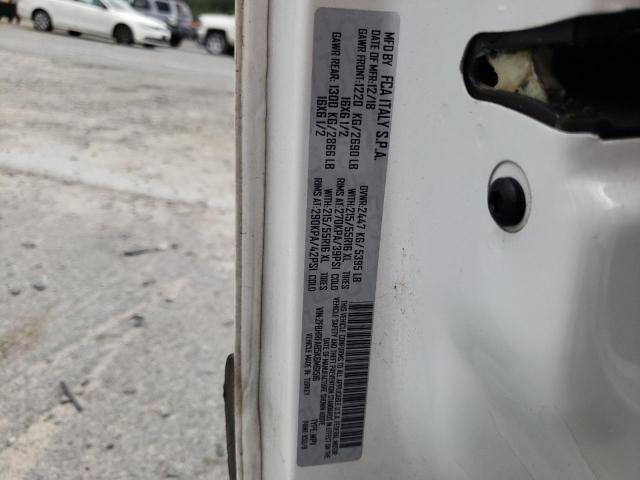 MFD BY FCA ITALY S.P.A.
DATE OF MFR:12/18 GVWR:2447 KG/5395 LB
GAWR FRONT:1220 KG/2690 LB WITH:215/55R16 XL TIRES
16X6 1/2 RIMS AT:270KPA/39PSI COLD
GAWR REAR: 1300 KG/2866 LB WITH:215/55R16 XL TIRES
16X6 1/2 RIMS AT:290KPA/42PSI COLD
THIS VEHICLE CONFORMS TO ALL APPLICABLE U.S.A. FEDERAL MOTOR
VEHICLE SAFETY AND THEFT PREVENTION STANDARDS IN EFFECT ON THE
DATE OF MANUFACTURE SHOWN ABOVE.
TYPE: MPV
VEHICLE MADE IN: TURKEY